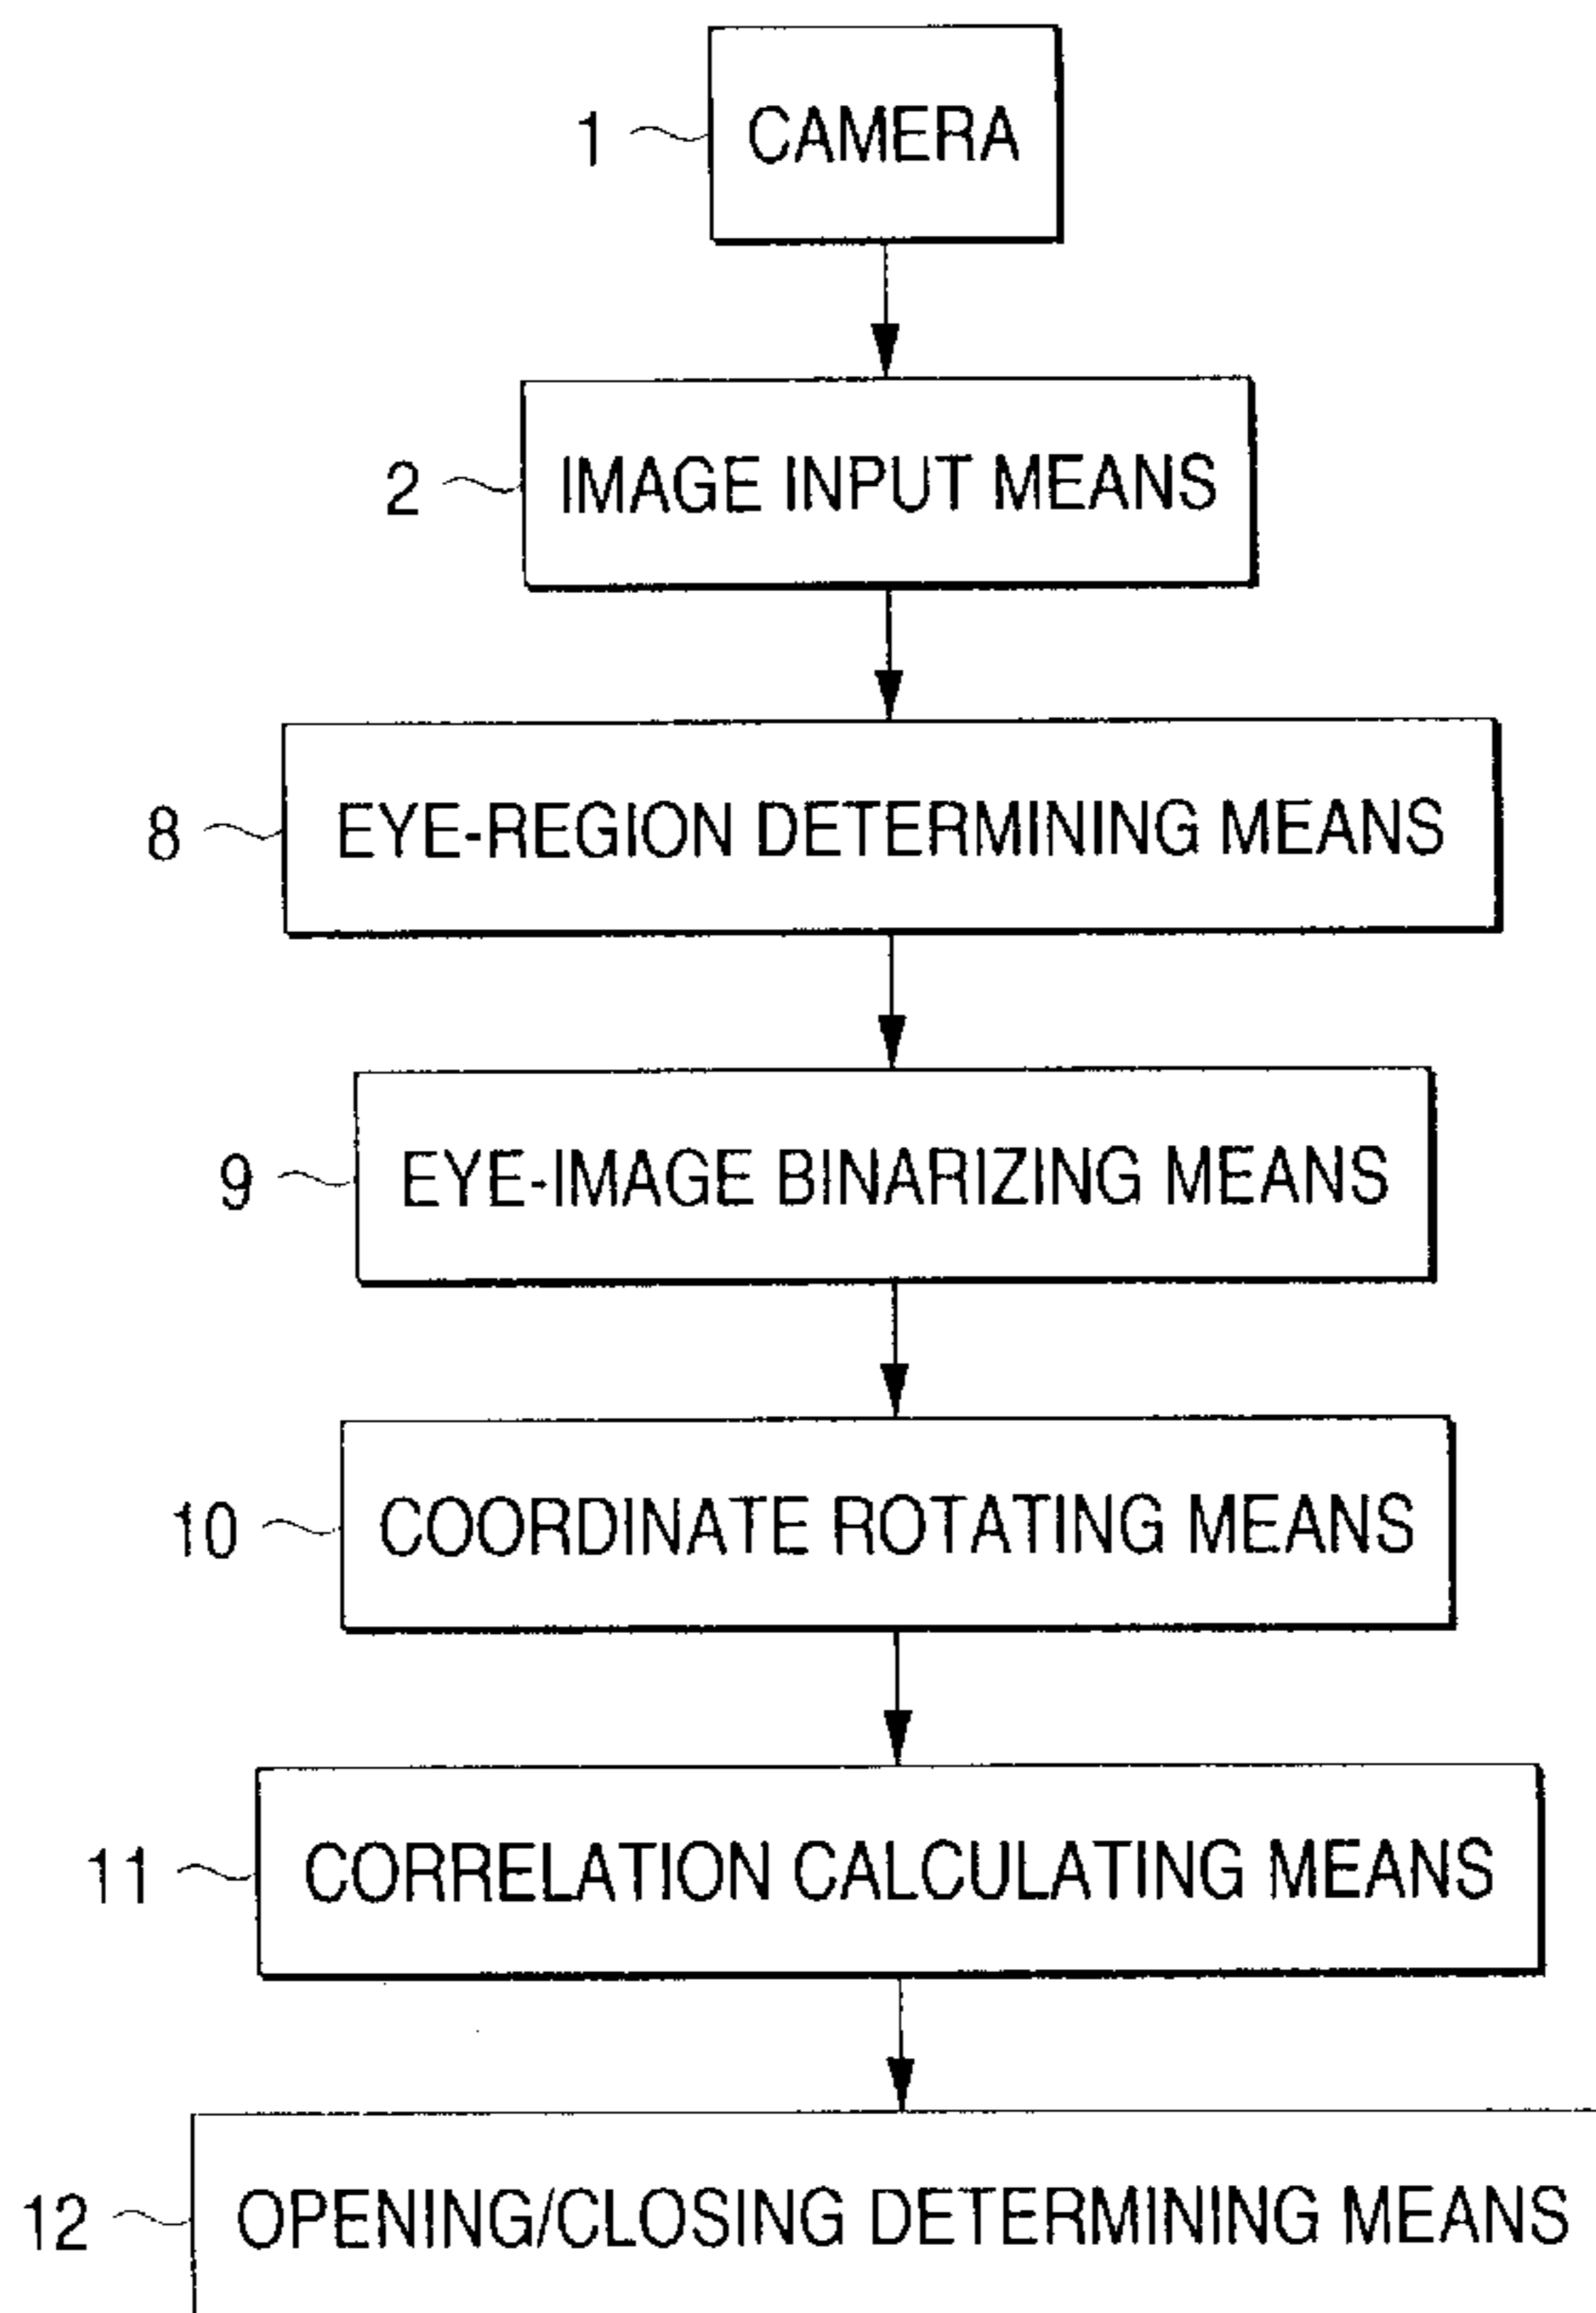 1 CAMERA
2 IMAGE INPUT MEANS
8 EYE-REGION DETERMINING MEANS
9 EYE-IMAGE BINARIZING MEANS
10 COORDINATE ROTATING MEANS
11 CORRELATION CALCULATING MEANS
12 OPENING/CLOSING DETERMINING MEANS